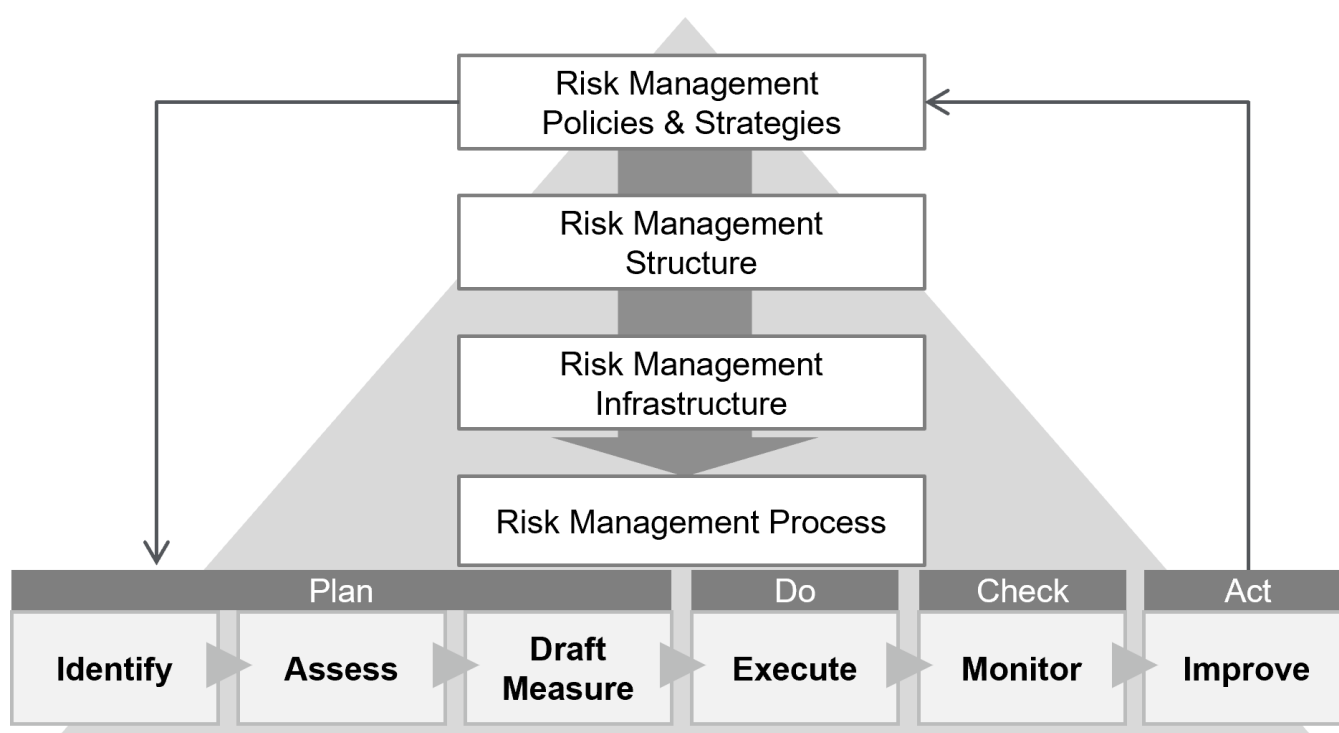 Risk Management
Policies & Strategies
Risk Management
Structure
Risk Management
Infrastructure
Risk Management Process
Plan
Do
Check
Act
Identify
Assess
Draft
Measure
Execute
Monitor
Improve